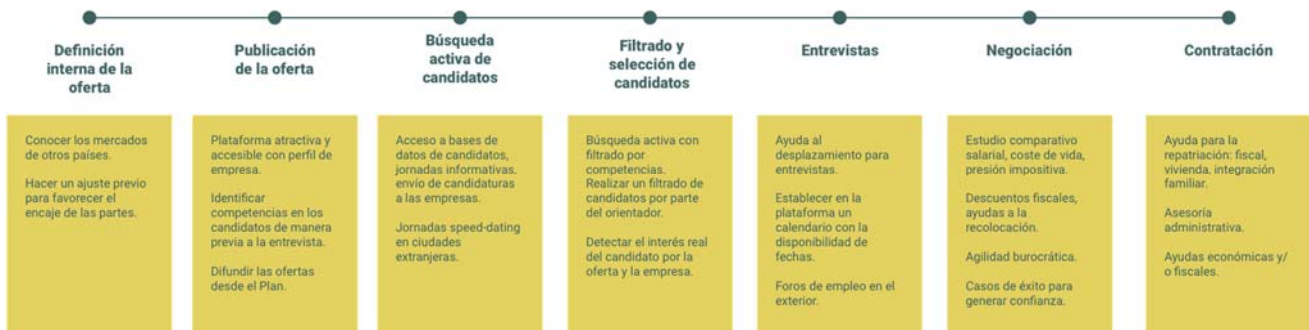 Definición
interna de la
oferta
Publicación
de la oferta
Búsqueda
activa de
candidatos
Filtrado y
selección de
candidatos
Entrevistas
Negociación
Contratación
Conocer los mercados
de otros países.
Hacer un ajuste previo
para favorecer el
encaje de las partes.
Plataforma atractiva y
accesible con perfil de
empresa.
Identificar
competencias en los
candidatos de manera
previa a la entrevista.
Difundir las ofertas
desde el Plan.
Acceso a bases de
datos de candidatos,
jornadas informativas,
envío de candidaturas
a las empresas.
Jornadas speed-dating
en ciudades
extranjeras.
Búsqueda activa con
filtrado por
competencias.
Realizar un filtrado de
candidatos por parte
del orientador.
Detectar el interés real
del candidato por la
oferta y la empresa.
Ayuda al
desplazamiento para
entrevistas.
Establecer en la
plataforma un
calendario con la
disponibilidad de
fechas.
Foros de empleo en el
exterior.
Estudio comparativo
salarial, coste de vida,
presión impositiva.
Descuentos fiscales,
ayudas a la
recolocación.
Agilidad burocrática.
Casos de éxito para
generar confianza.
Ayuda para la
repatriación: fiscal,
vivienda, integración
familiar.
Asesoría
administrativa.
Ayudas económicas y/
o fiscales.